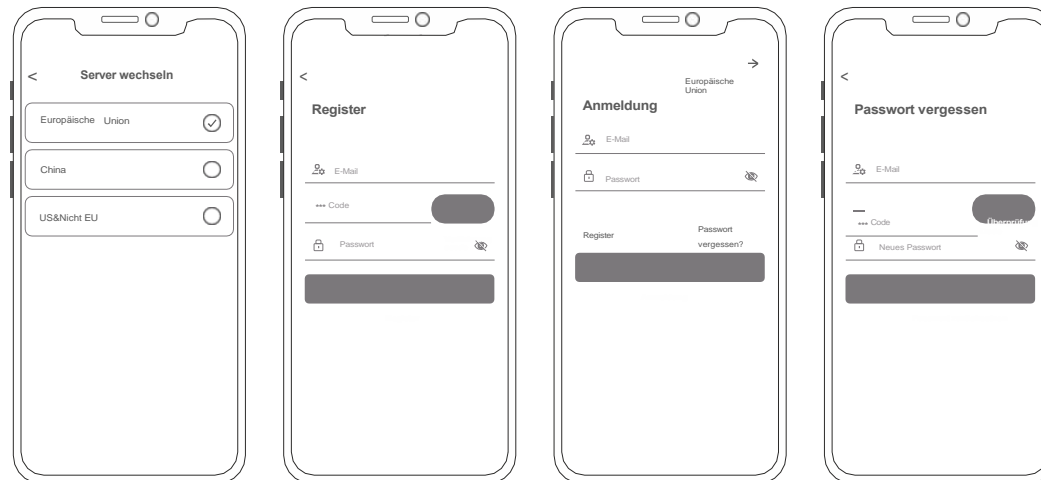 < Server wechseln
Europäische Union
China
US&Nicht EU
<
Register
E-Mail
*** Code
Passwort
→
Europäische
Union
Anmeldung
E-Mail
Passwort
Register
Passwort
vergessen?
<
Passwort vergessen
E-Mail
*** Code
Neues Passwort